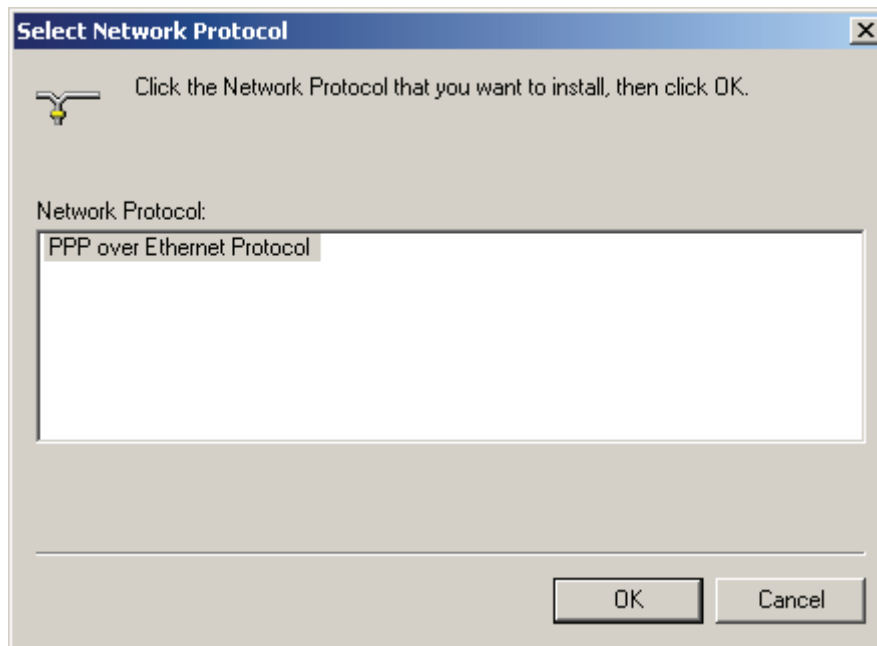 Select Network Protocol
Click the Network Protocol that you want to install, then click OK.
Network Protocol:
PPP over Ethernet Protocol
OK
Cancel